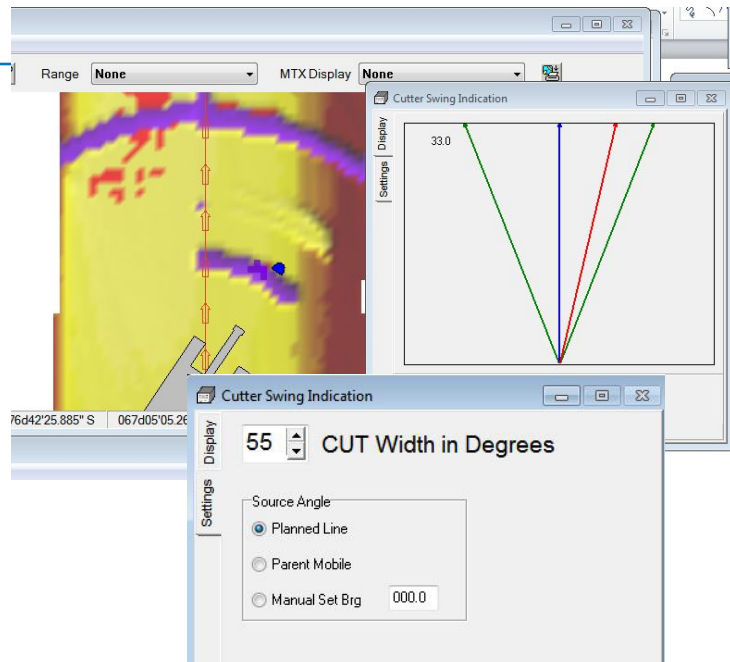 Range None MTX Display None
Cutter Swing Indication
Display
Settings
33.0
76d42'25.885" S 067d05'05.26
Cutter Swing Indication
Display
Settings
55 CUT Width in Degrees
Source Angle
Planned Line
Parent Mobile
Manual Set Brg 000.0